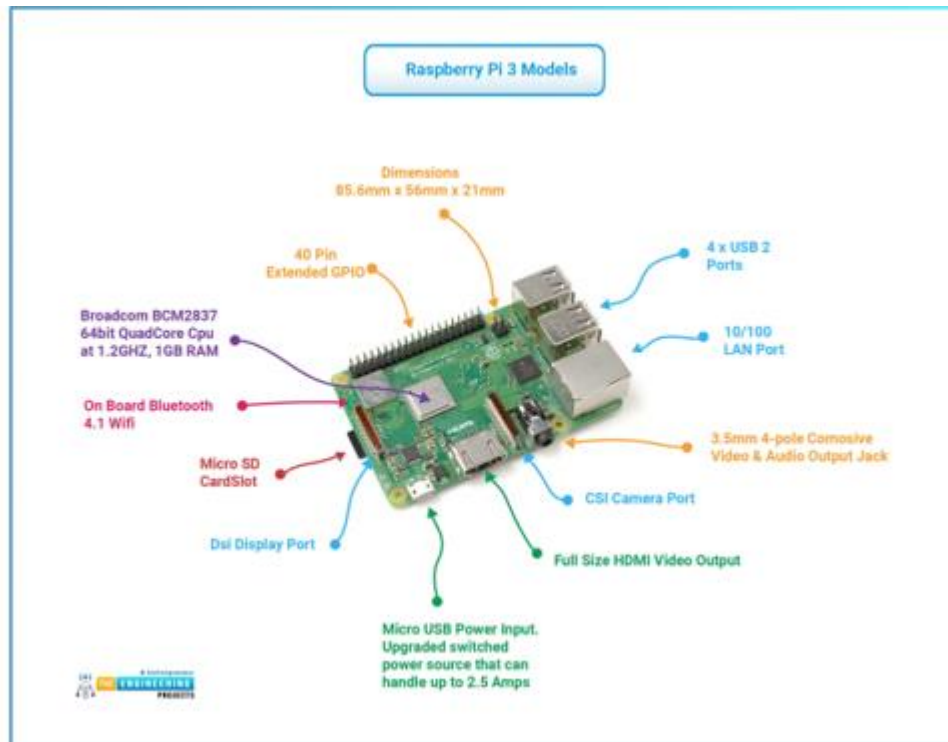 Raspberry Pi 3 Models
Dimensions
85.6mm x 56mm x 21mm
40 Pin
Extended GPIO
4 x USB 2
Ports
Broadcom BCM2837
64bit QuadCore Cpu
at 1.2GHZ, 1GB RAM
10/100
LAN Port
On Board Bluetooth
4.1 Wifi
3.5mm 4-pole Comosive
Video & Audio Output Jack
Micro SD
CardSlot
CSI Camera Port
Dsi Display Port
Full Size HDMI Video Output
Micro USB Power Input.
Upgraded switched
power source that can
handle up to 2.5 Amps
THE ENGINEERING
PROJECTS
HDMI